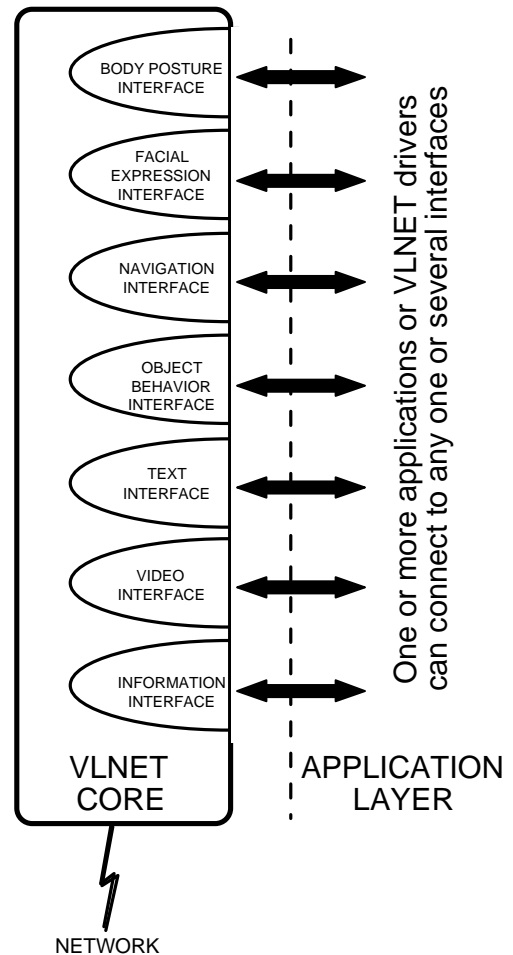 BODY POSTURE
INTERFACE
FACIAL
EXPRESSION
INTERFACE
NAVIGATION
INTERFACE
OBJECT
BEHAVIOR
INTERFACE
TEXT
INTERFACE
VIDEO
INTERFACE
INFORMATION
INTERFACE
One or more applications or VLNET drivers
can connect to any one or several interfaces
VLNET
CORE
APPLICATION
LAYER
NETWORK